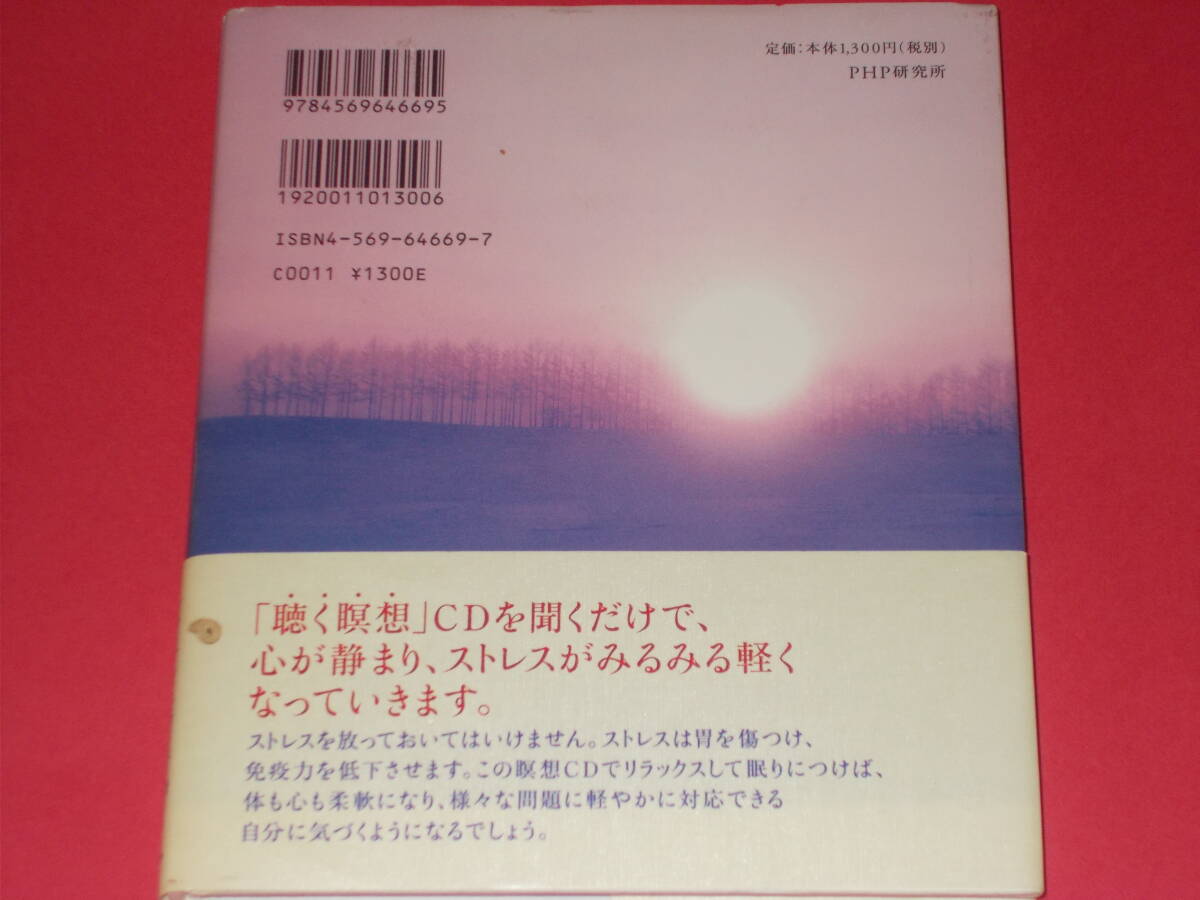 定価：本体1,300円（税別）
PHP研究所
9784569646695
1920011013006
ISBN4-569-64669-7
C0011 ¥1300E
「聴く瞑想」CDを聞くだけで、
心が静まり、ストレスがみるみる軽く
なっていきます。
ストレスを放っておいてはいけません。ストレスは胃を傷つけ、
免疫力を低下させます。この瞑想CDでリラックスして眠りにつけば、
体も心も柔軟になり、様々な問題に軽やかに対応できる
自分に気づくようになるでしょう。